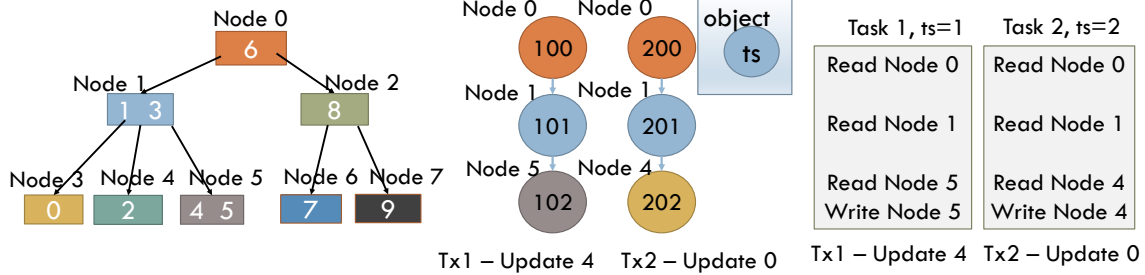 Node 0
6
Node 1
Node 2
1 3
8
Node 3
Node 4
Node 5
Node 6
Node 7
0
2
4 5
7
9
Node 0
Node 0
100
200
Node 1
Node 1
101
201
Node 5
Node 4
102
202
Tx1 – Update 4
Tx2 – Update 0
object
ts
Task 1, ts=1
Read Node 0
Read Node 1
Read Node 5
Write Node 5
Tx1 – Update 4
Task 2, ts=2
Read Node 0
Read Node 1
Read Node 4
Write Node 4
Tx2 – Update 0